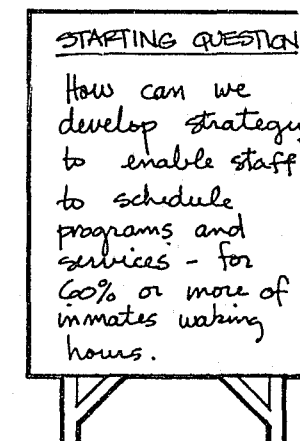 STARTING QUESTION
How can we
develop strategy
to enable staff
to schedule
programs and
services - for
60% or more of
inmates waking
hours.